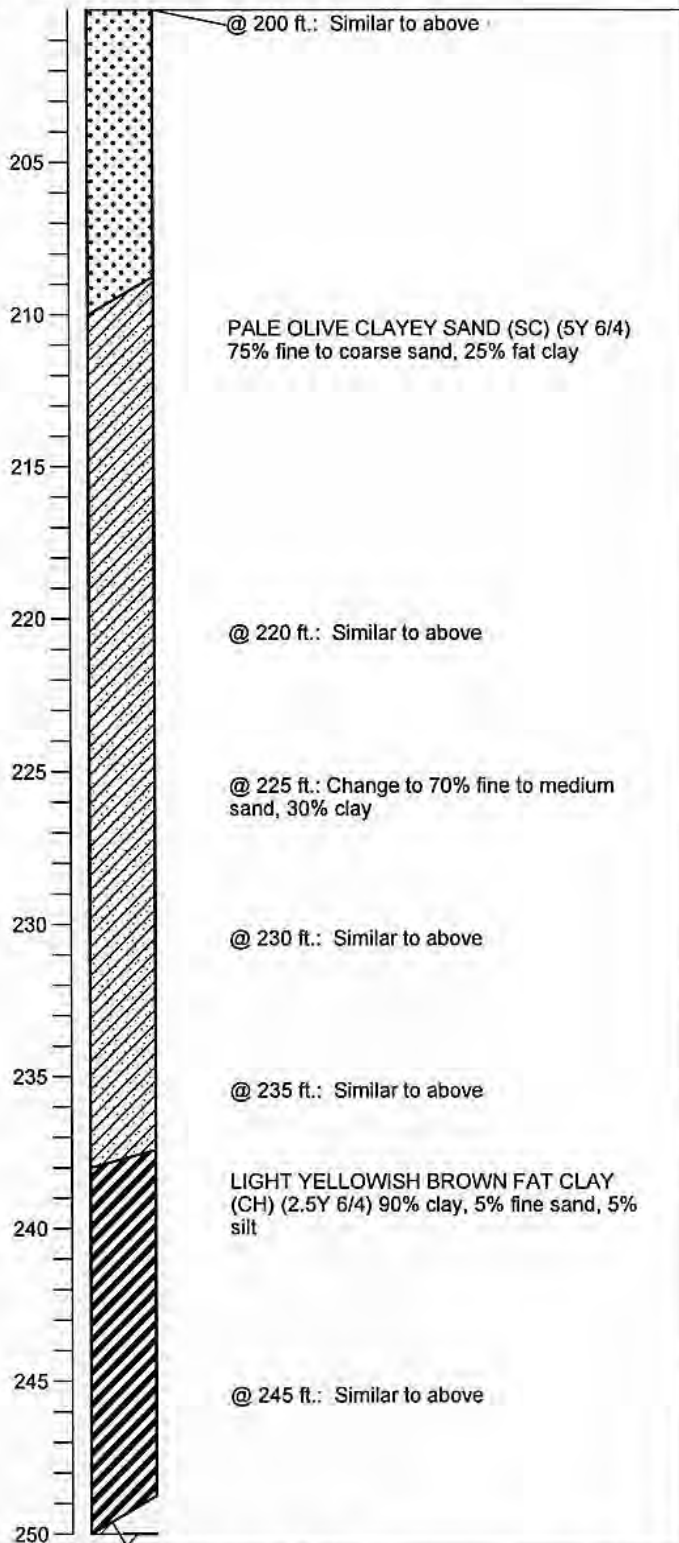 @ 200 ft.: Similar to above
205
210
PALE OLIVE CLAYEY SAND (SC) (5Y 6/4)
75% fine to coarse sand, 25% fat clay
215
220
@ 220 ft.: Similar to above
225
@ 225 ft.: Change to 70% fine to medium
sand, 30% clay
230
@ 230 ft.: Similar to above
235
@ 235 ft.: Similar to above
LIGHT YELLOWISH BROWN FAT CLAY
(CH) (2.5Y 6/4) 90% clay, 5% fine sand, 5%
silt
240
245
@ 245 ft.: Similar to above
250